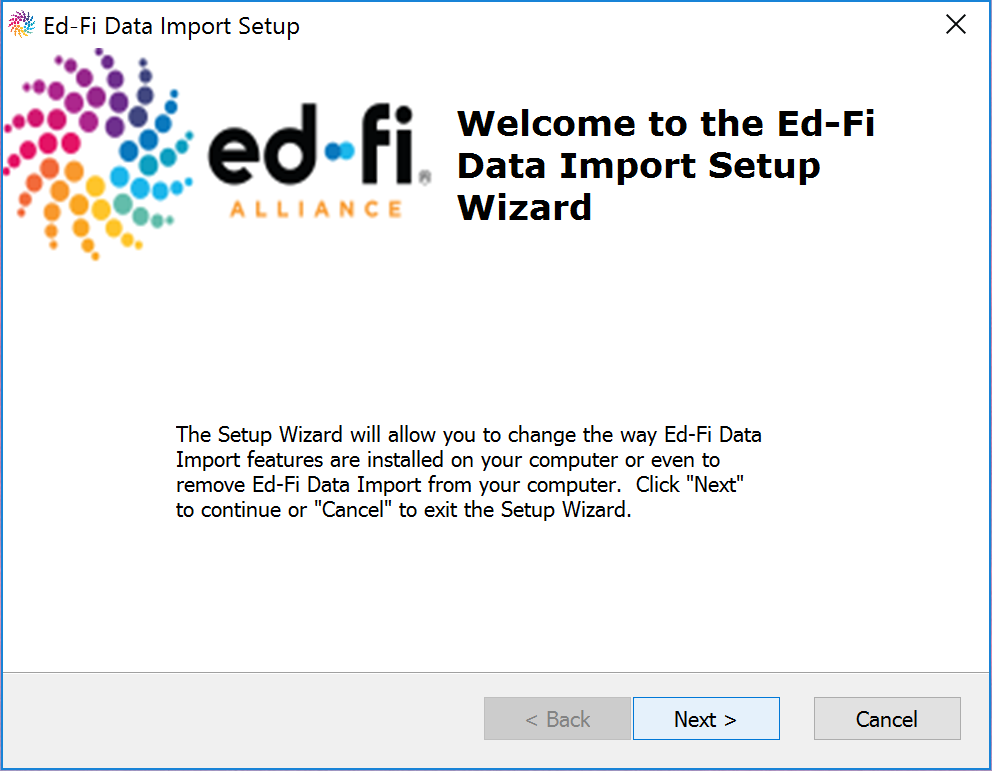 Ed-Fi Data Import Setup
ed-fi®
ALLIANCE
Welcome to the Ed-Fi
Data Import Setup
Wizard
The Setup Wizard will allow you to change the way Ed-Fi Data
Import features are installed on your computer or even to
remove Ed-Fi Data Import from your computer.  Click "Next"
to continue or "Cancel" to exit the Setup Wizard.
< Back
Next >
Cancel